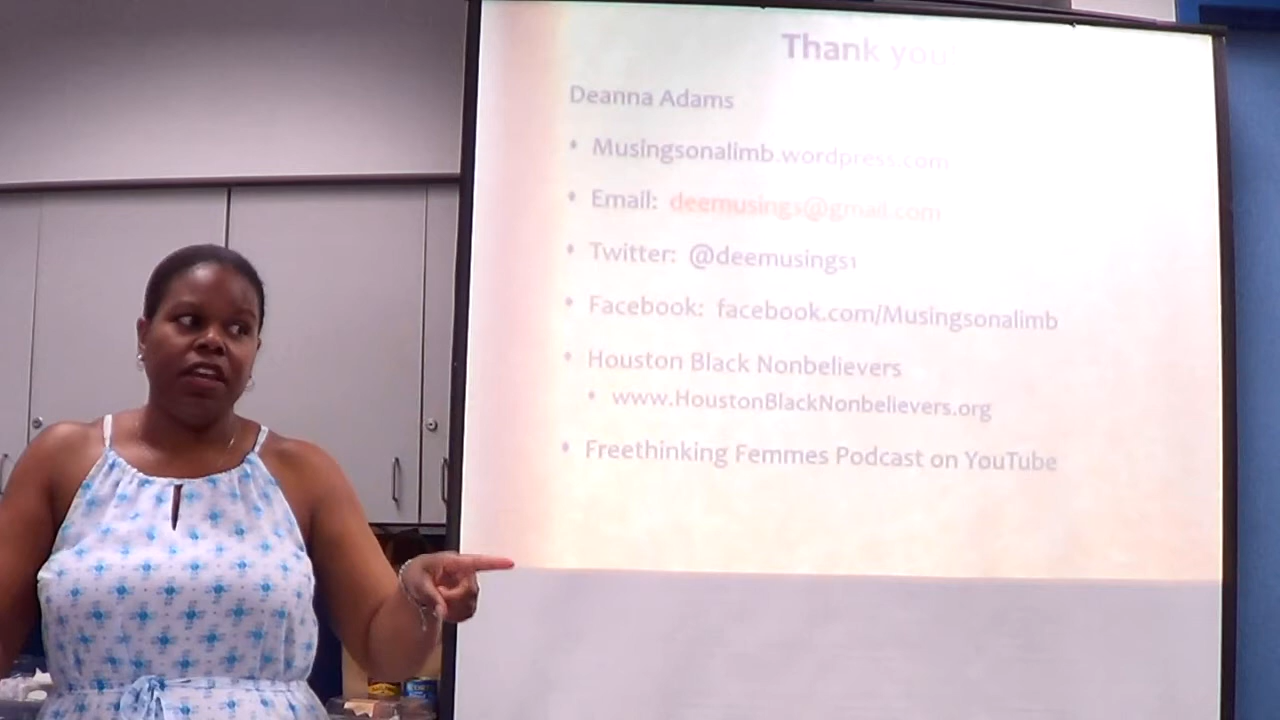 Thank you!
Deanna Adams
• Musingsonalimb.wordpress.com
• Email: deemusings@gmail.com
• Twitter: @deemusings1
• Facebook: facebook.com/Musingsonalimb
• Houston Black Nonbelievers
• www.HoustonBlackNonbelievers.org
• Freethinking Femmes Podcast on YouTube